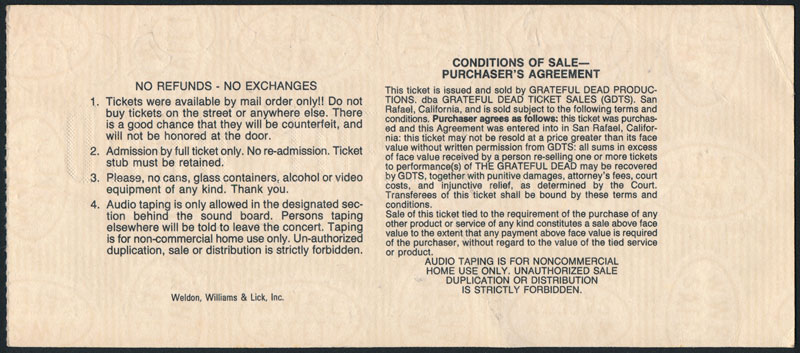 NO REFUNDS - NO EXCHANGES
1. Tickets were available by mail order only!! Do not
buy tickets on the street or anywhere else. There
is a good chance that they will be counterfeit, and
will not be honored at the door.
2. Admission by full ticket only. No re-admission. Ticket
stub must be retained.
3. Please, no cans, glass containers, alcohol or video
equipment of any kind. Thank you.
4. Audio taping is only allowed in the designated sec-
tion behind the sound board. Persons taping
elsewhere will be told to leave the concert. Taping
is for non-commercial home use only. Un-authorized
duplication, sale or distribution is strictly forbidden.
Weldon, Williams & Lick, Inc.
CONDITIONS OF SALE—
PURCHASER'S AGREEMENT
This ticket is issued and sold by GRATEFUL DEAD PRODUC-
TIONS. dba GRATEFUL DEAD TICKET SALES (GDTS). San
Rafael, California, and is sold subject to the following terms and
conditions. Purchaser agrees as follows: this ticket was purchas-
ed and this Agreement was entered into in San Rafael, Califor-
nia: this ticket may not be resold at a price greater than its face
value without written permission from GDTS: all sums in excess
of face value received by a person re-selling one or more tickets
to performance(s) of THE GRATEFUL DEAD may be recovered
by GDTS, together with punitive damages, attorney's fees, court
costs, and injunctive relief, as determined by the Court.
Transferees of this ticket shall be bound by these terms and
conditions.
Sale of this ticket tied to the requirement of the purchase of any
other product or service of any kind constitutes a sale above face
value to the extent that any payment above face value is required
of the purchaser, without regard to the value of the tied service
or product.
AUDIO TAPING IS FOR NONCOMMERCIAL
HOME USE ONLY. UNAUTHORIZED SALE
DUPLICATION OR DISTRIBUTION
IS STRICTLY FORBIDDEN.